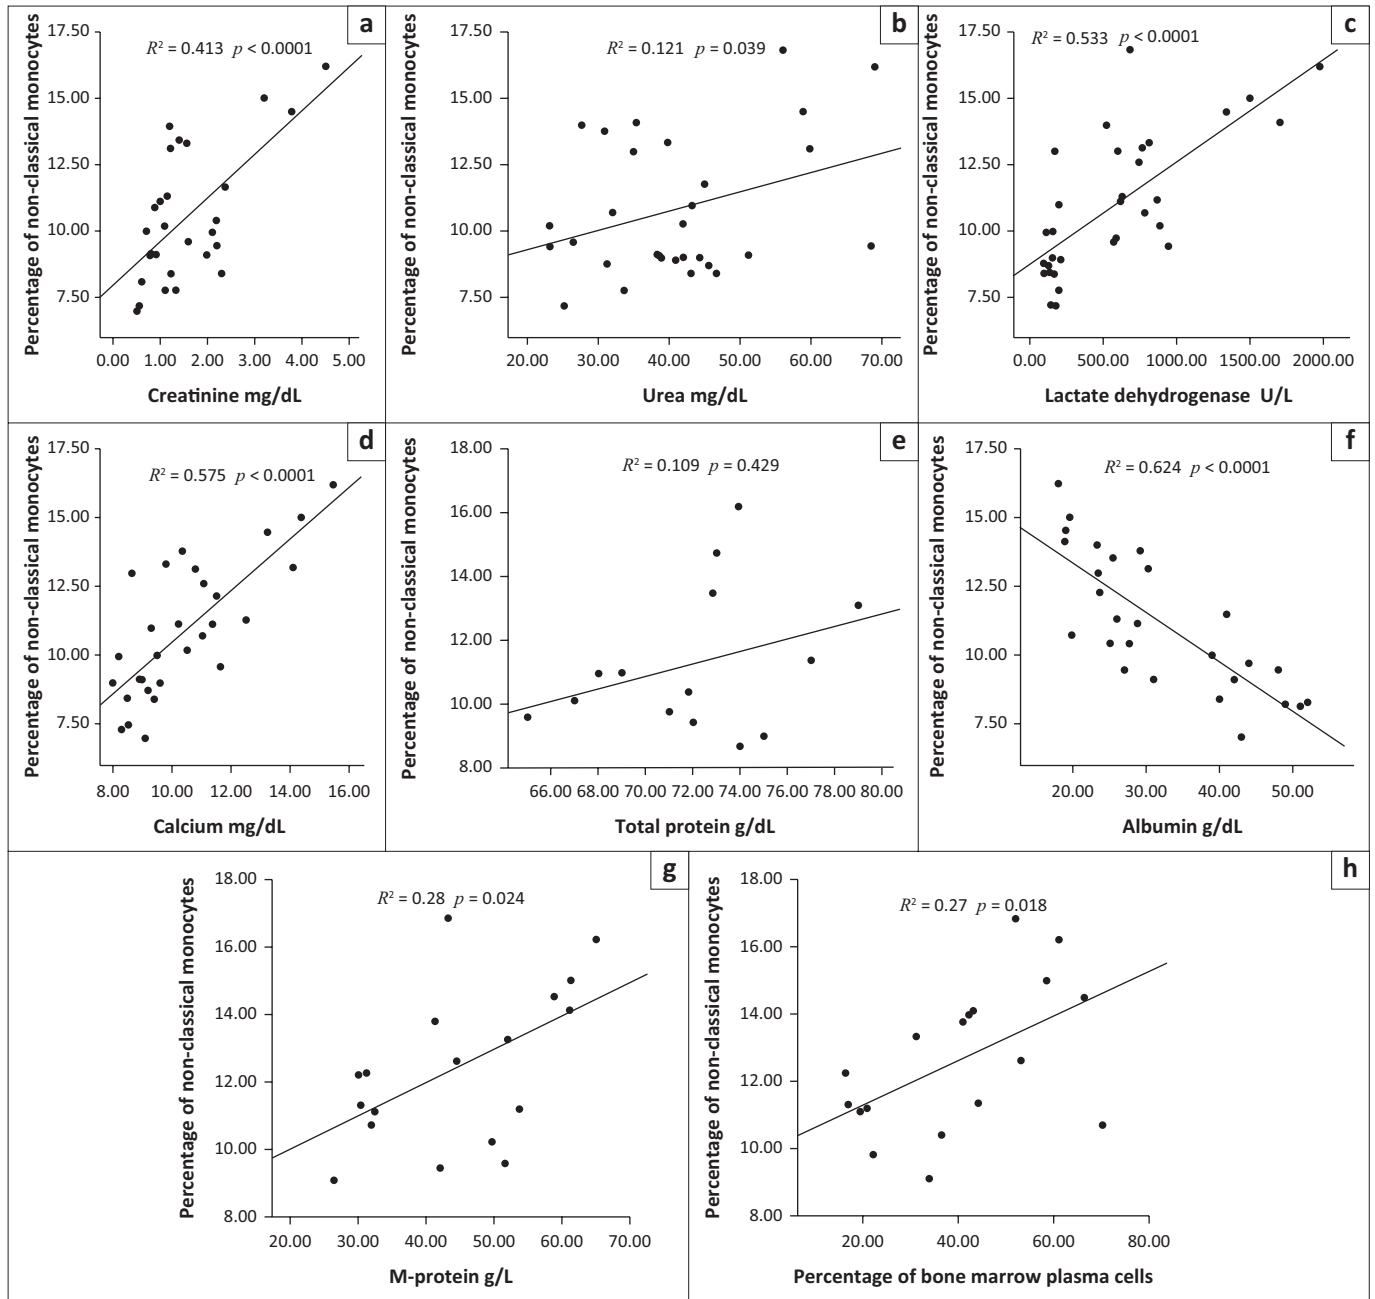 a
R² = 0.413 p < 0.0001
Percentage of non-classical monocytes
17.50
15.00
12.50
10.00
7.50
0.00 1.00 2.00 3.00 4.00 5.00
Creatinine mg/dL
b
R² = 0.121 p = 0.039
Percentage of non-classical monocytes
17.50
15.00
12.50
10.00
7.50
20.00 30.00 40.00 50.00 60.00 70.00
Urea mg/dL
c
R² = 0.533 p < 0.0001
Percentage of non-classical monocytes
17.50
15.00
12.50
10.00
7.50
0.00 500.00 1000.00 1500.00 2000.00
Lactate dehydrogenase U/L
d
R² = 0.575 p < 0.0001
Percentage of non-classical monocytes
17.50
15.00
12.50
10.00
7.50
8.00 10.00 12.00 14.00 16.00
Calcium mg/dL
e
R² = 0.109 p = 0.429
Percentage of non-classical monocytes
18.00
16.00
14.00
12.00
10.00
8.00
66.00 68.00 70.00 72.00 74.00 76.00 78.00 80.00
Total protein g/dL
f
R² = 0.624 p < 0.0001
Percentage of non-classical monocytes
17.50
15.00
12.50
10.00
7.50
20.00 30.00 40.00 50.00
Albumin g/dL
g
R² = 0.28 p = 0.024
Percentage of non-classical monocytes
18.00
16.00
14.00
12.00
10.00
8.00
20.00 30.00 40.00 50.00 60.00 70.00
M-protein g/L
h
R² = 0.27 p = 0.018
Percentage of non-classical monocytes
18.00
16.00
14.00
12.00
10.00
8.00
20.00 40.00 60.00 80.00
Percentage of bone marrow plasma cells